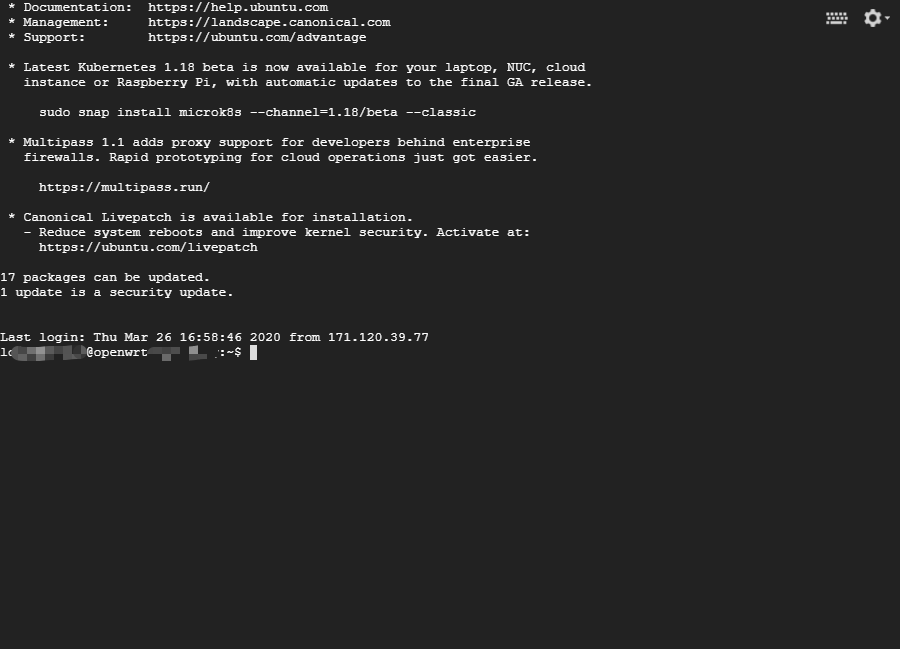 * Documentation:  https://help.ubuntu.com
* Management:     https://landscape.canonical.com
* Support:        https://ubuntu.com/advantage
* Latest Kubernetes 1.18 beta is now available for your laptop, NUC, cloud
instance or Raspberry Pi, with automatic updates to the final GA release.
sudo snap install microk8s --channel=1.18/beta --classic
* Multipass 1.1 adds proxy support for developers behind enterprise
firewalls. Rapid prototyping for cloud operations just got easier.
https://multipass.run/
* Canonical Livepatch is available for installation.
- Reduce system reboots and improve kernel security. Activate at:
https://ubuntu.com/livepatch
17 packages can be updated.
1 update is a security update.
Last login: Thu Mar 26 16:58:46 2020 from 171.120.39.77
@openwrt :~$